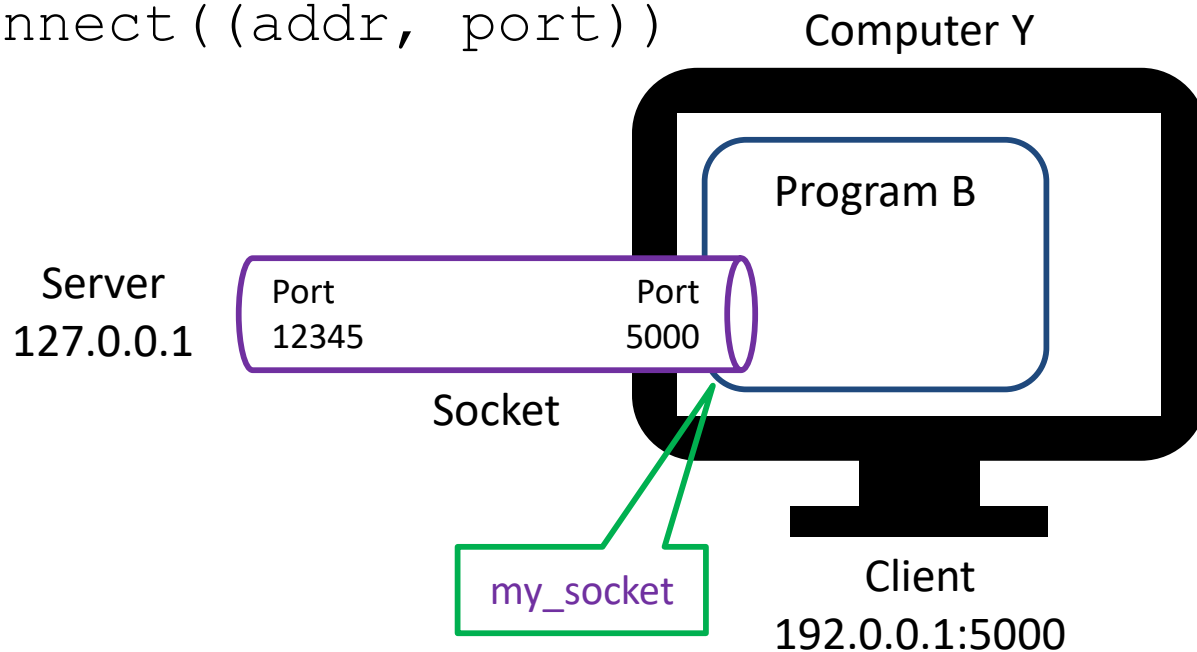 nnect((addr, port))
Computer Y
Program B
Server
127.0.0.1
Port
12345
Port
5000
Socket
my_socket
Client
192.0.0.1:5000